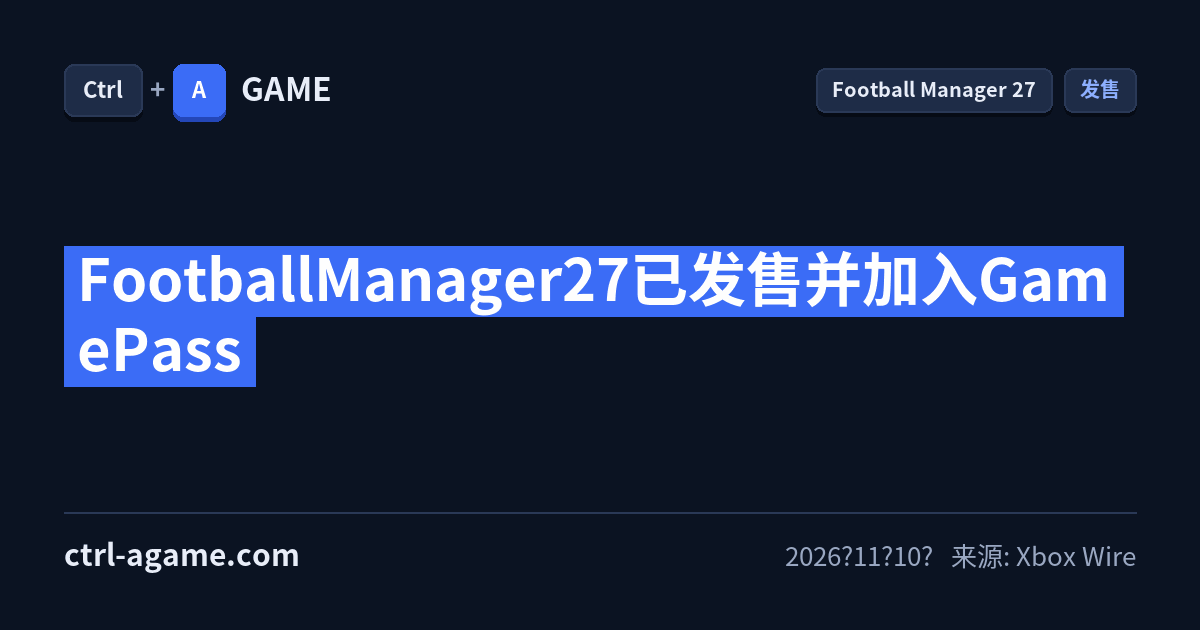 Ctrl + A GAME
Football Manager 27 发售
FootballManager27已发售并加入Gam
ePass
ctrl-agame.com
2026?11?10? 来源: Xbox Wire